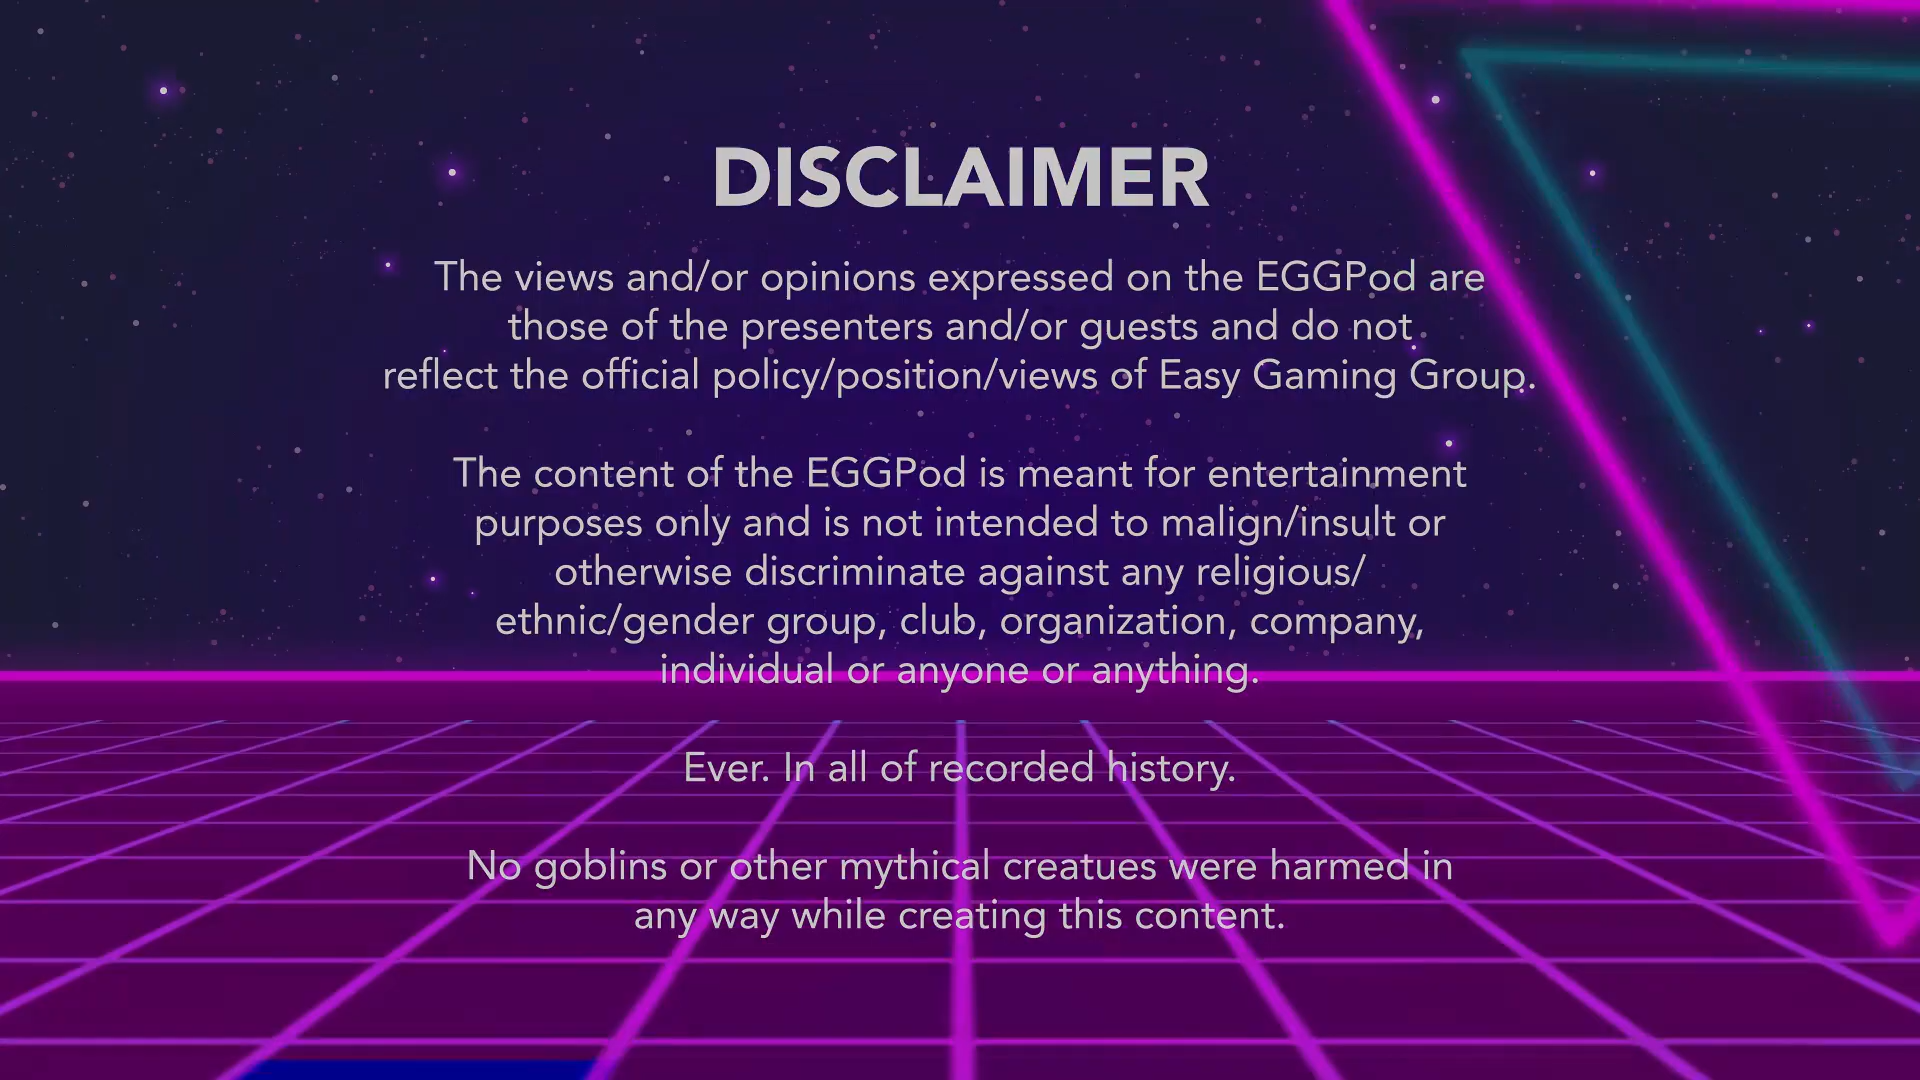 DISCLAIMER
The views and/or opinions expressed on the EGGPod are
those of the presenters and/or guests and do not
reflect the official policy/position/views of Easy Gaming Group.
The content of the EGGPod is meant for entertainment
purposes only and is not intended to malign/insult or
otherwise discriminate against any religious/
ethnic/gender group, club, organization, company,
individual or anyone or anything.
Ever. In all of recorded history.
No goblins or other mythical creatues were harmed in
any way while creating this content.